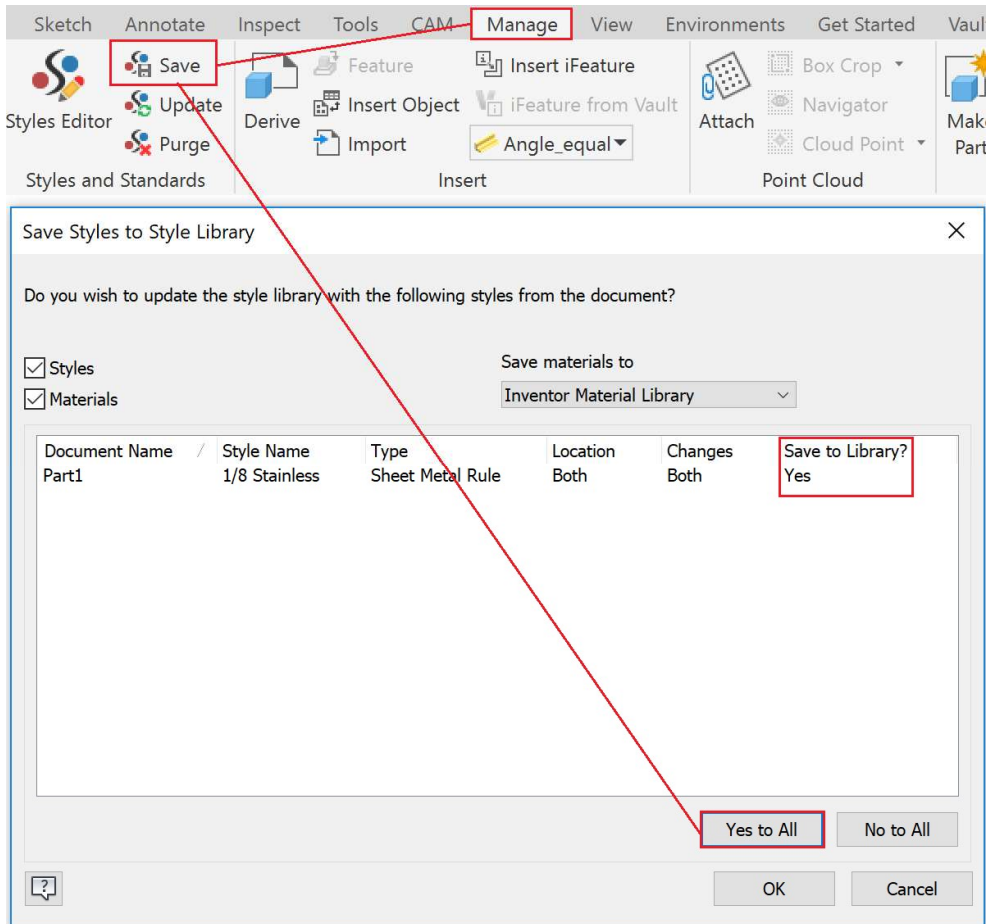 Sketch Annotate Inspect Tools CAM Manage View Environments Get Started Vaul
Save Feature Insert iFeature Box Crop
Update Insert Object iFeature from Vault Navigator
Styles Editor Derive Attach Mak
Purge Import Angle_equal Cloud Point Part
Styles and Standards Insert Point Cloud
Save Styles to Style Library
Do you wish to update the style library with the following styles from the document?
Styles Save materials to
Materials Inventor Material Library
Document Name / Style Name Type Location Changes Save to Library?
Part1 1/8 Stainless Sheet Metal Rule Both Both Yes
Yes to All No to All
? OK Cancel